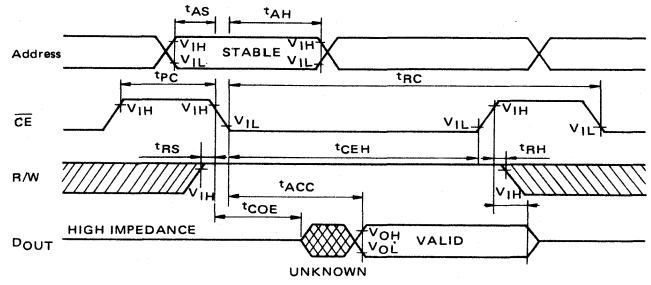 tAS tAH
Address VIH VIL STABLE VIH VIL
tPC tRC
CE VIH VIH VIL VIL VIH VIL
tRS tCEH tRH
R/W VIH VIH
tACC
tCOE
DOUT HIGH IMPEDANCE VOH VOL VALID
UNKNOWN